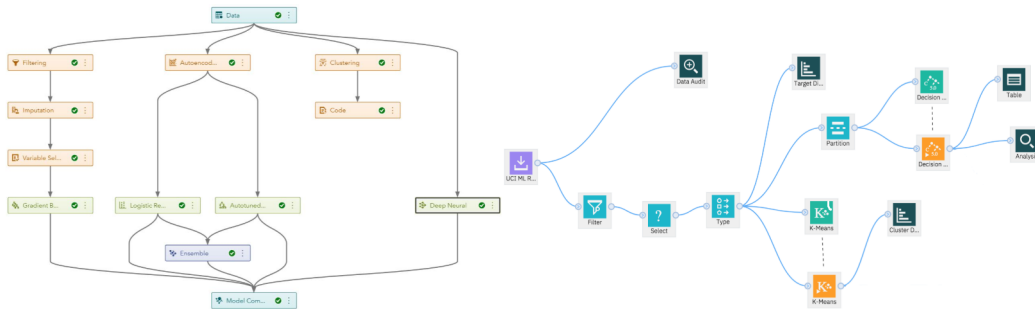 Data
Filtering
Autoencod...
Clustering
Imputation
Code
Variable Sel...
Gradient B...
Logistic Re...
Autotuned...
Deep Neural
Ensemble
Model Com...
Data Audit
Target Di...
Decision ...
Table
Partition
Decision ...
Analysis
UCI ML R...
Filter
Select
Type
K-Means
Cluster D...
K-Means